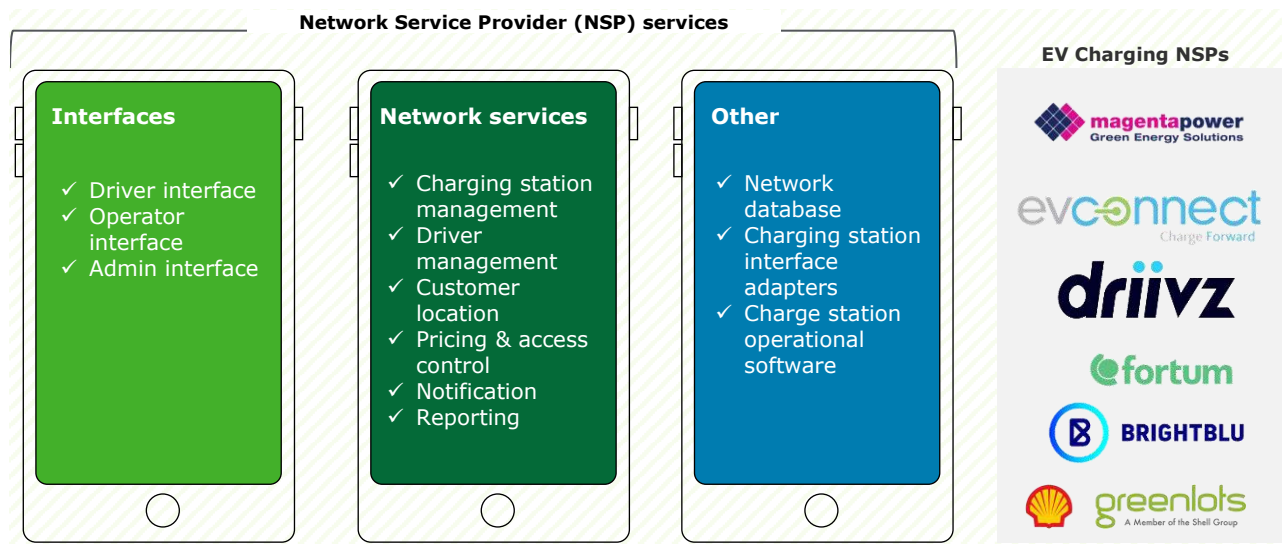 Network Service Provider (NSP) services
Interfaces
✓ Driver interface
✓ Operator
interface
✓ Admin interface
Network services
✓ Charging station
management
✓ Driver
management
✓ Customer
location
✓ Pricing & access
control
✓ Notification
✓ Reporting
Other
✓ Network
database
✓ Charging station
interface
adapters
✓ Charge station
operational
software
EV Charging NSPs
magentapower
Green Energy Solutions
evconnect
Charge Forward
driivz
fortum
BRIGHTBLU
greenlots
A Member of the Shell Group